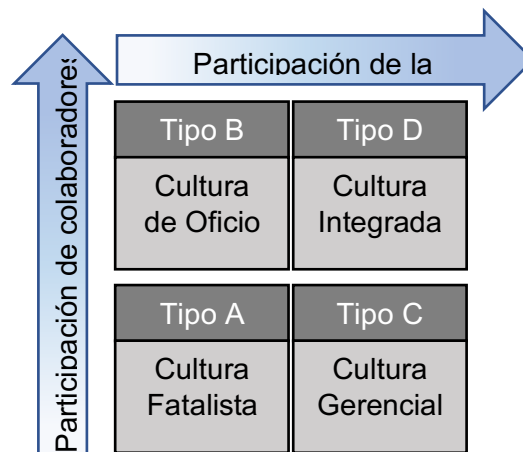 Participación de la
Participación de colaboradores
Tipo B
Cultura
de Oficio
Tipo D
Cultura
Integrada
Tipo A
Cultura
Fatalista
Tipo C
Cultura
Gerencial